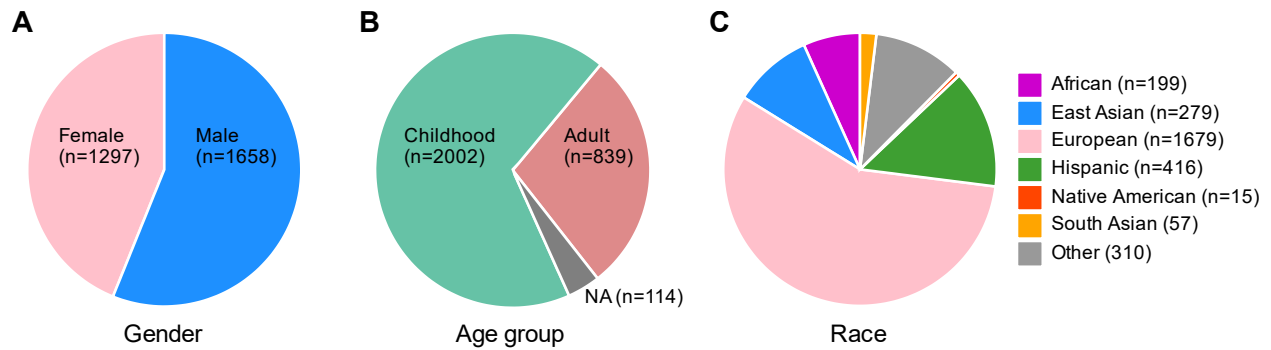 A
Female
(n=1297)
Male
(n=1658)
Gender
B
Childhood
(n=2002)
Adult
(n=839)
NA (n=114)
Age group
C
African (n=199)
East Asian (n=279)
European (n=1679)
Hispanic (n=416)
Native American (n=15)
South Asian (57)
Other (310)
Race